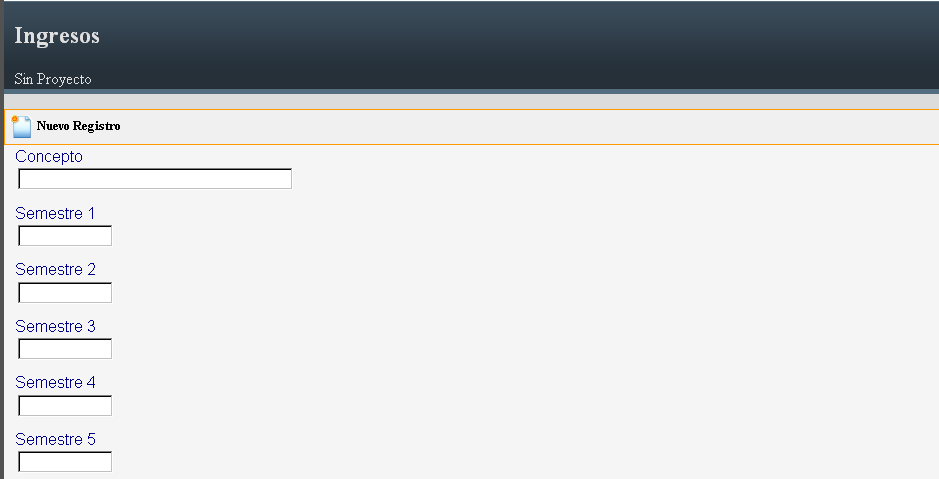 Ingresos
Sin Proyecto
Nuevo Registro
Concepto
Semestre 1
Semestre 2
Semestre 3
Semestre 4
Semestre 5